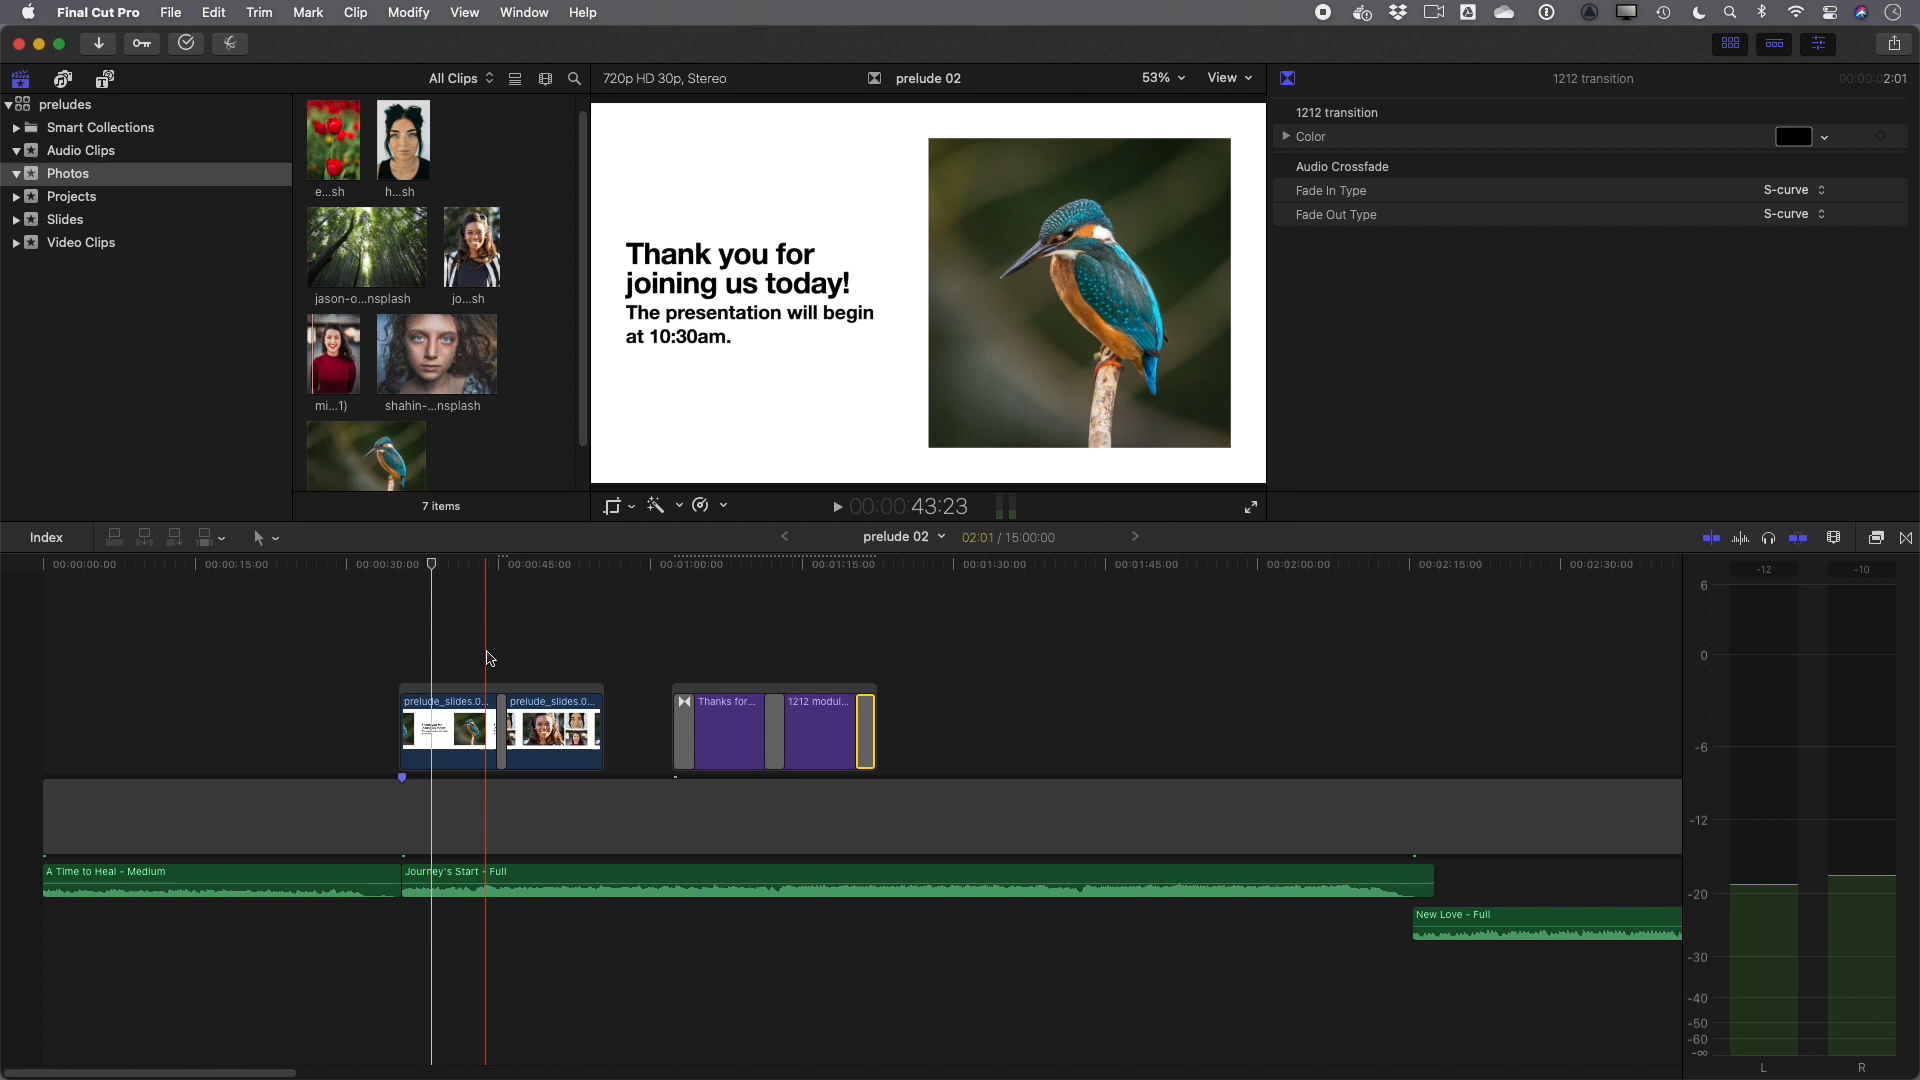 Final Cut Pro File Edit Trim Mark Clip Modify View Window Help
All Clips
720p HD 30p, Stereo
prelude 02
53%
View
1212 transition
00:00:02:01
preludes
Smart Collections
Audio Clips
Photos
Projects
Slides
Video Clips
e...sh
h...sh
jason-o...nsplash
jo...sh
mi...1)
shahin-...nsplash
7 items
Thank you for
joining us today!
The presentation will begin
at 10:30am.
00:00:00:43:23
1212 transition
Color
Audio Crossfade
Fade In Type S-curve
Fade Out Type S-curve
Index
prelude 02
02:01 / 15:00:00
00:00:00:00 00:00:15:00 00:00:30:00 00:00:45:00 00:01:00:00 00:01:15:00 00:01:30:00 00:01:45:00 00:02:00:00 00:02:15:00 00:02:30:00
prelude_slides.0...
prelude_slides.0...
Thanks for...
1212 modul...
A Time to Heal - Medium
Journey's Start - Full
New Love - Full
-12 -10
6
0
-6
-12
-20
-30
-40
-50
-60
-∞
L R